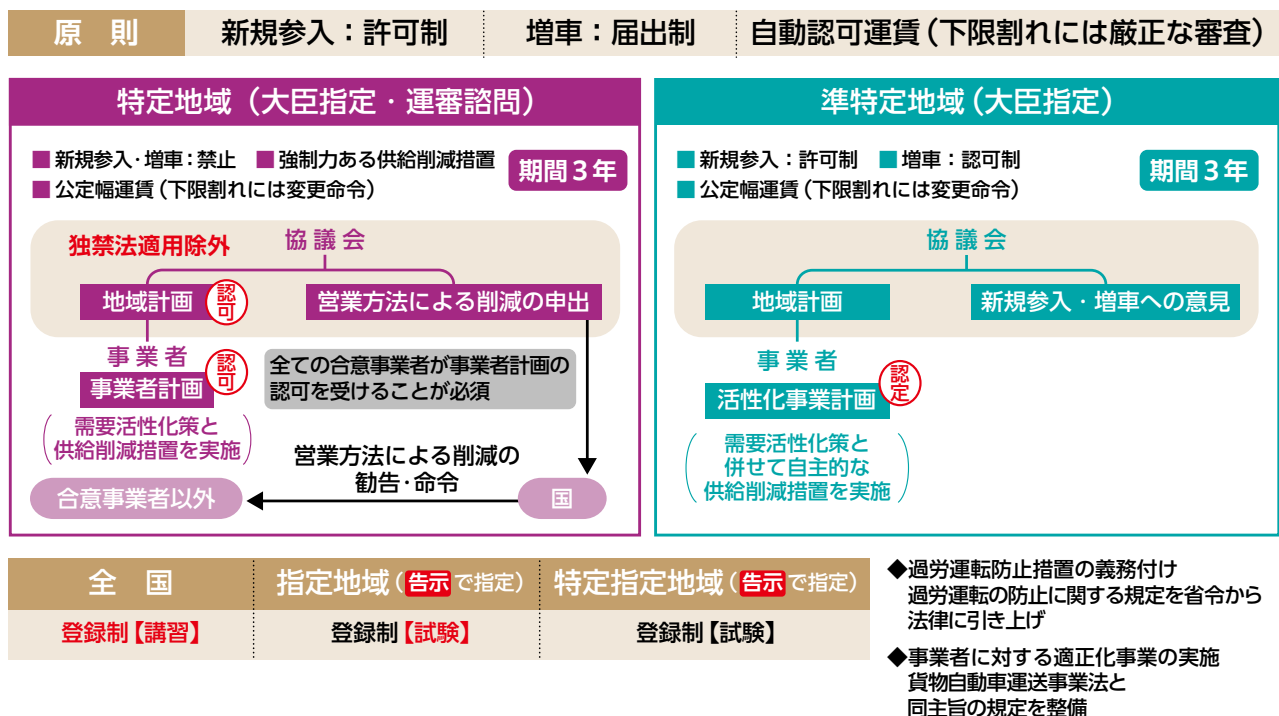 原　則　新規参入：許可制　増車：届出制　自動認可運賃（下限割れには厳正な審査）
特定地域（大臣指定・運審諮問）
■新規参入・増車：禁止　■強制力ある供給削減措置
■公定幅運賃（下限割れには変更命令）
期間３年
独禁法適用除外
協議会
地域計画
認可
営業方法による削減の申出
事業者
事業者計画
認可
全ての合意事業者が事業者計画の
認可を受けることが必須
（需要活性化策と
供給削減措置を実施）
営業方法による削減の
勧告・命令
合意事業者以外
国
準特定地域（大臣指定）
■新規参入：許可制　■増車：認可制
■公定幅運賃（下限割れには変更命令）
期間３年
協議会
地域計画
新規参入・増車への意見
事業者
活性化事業計画
認定
（需要活性化策と
併せて自主的な
供給削減措置を実施）
全　国　指定地域（告示で指定）　特定指定地域（告示で指定）
登録制【講習】　登録制【試験】　登録制【試験】
◆過労運転防止措置の義務付け
過労運転の防止に関する規定を省令から
法律に引き上げ
◆事業者に対する適正化事業の実施
貨物自動車運送事業法と
同主旨の規定を整備